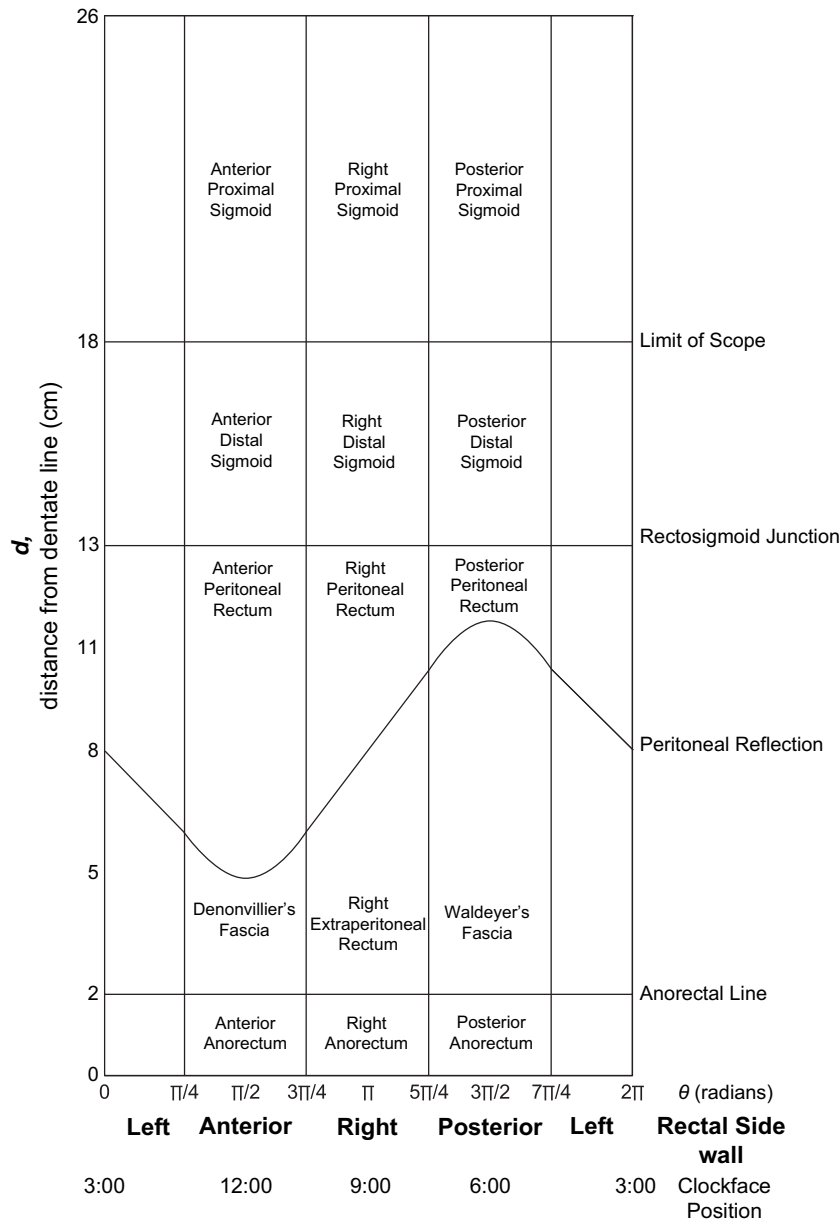 26
Anterior
Proximal
Sigmoid
Right
Proximal
Sigmoid
Posterior
Proximal
Sigmoid
18
Limit of Scope
Anterior
Distal
Sigmoid
Right
Distal
Sigmoid
Posterior
Distal
Sigmoid
d,
distance from dentate line (cm)
13
Rectosigmoid Junction
Anterior
Peritoneal
Rectum
Right
Peritoneal
Rectum
Posterior
Peritoneal
Rectum
11
8
Peritoneal Reflection
5
Denonvillier's
Fascia
Right
Extraperitoneal
Rectum
Waldeyer's
Fascia
2
Anorectal Line
Anterior
Anorectum
Right
Anorectum
Posterior
Anorectum
0
0 π/4 π/2 3π/4 π 5π/4 3π/2 7π/4 2π θ (radians)
Left Anterior Right Posterior Left Rectal Side
wall
3:00 12:00 9:00 6:00 3:00 Clockface
Position